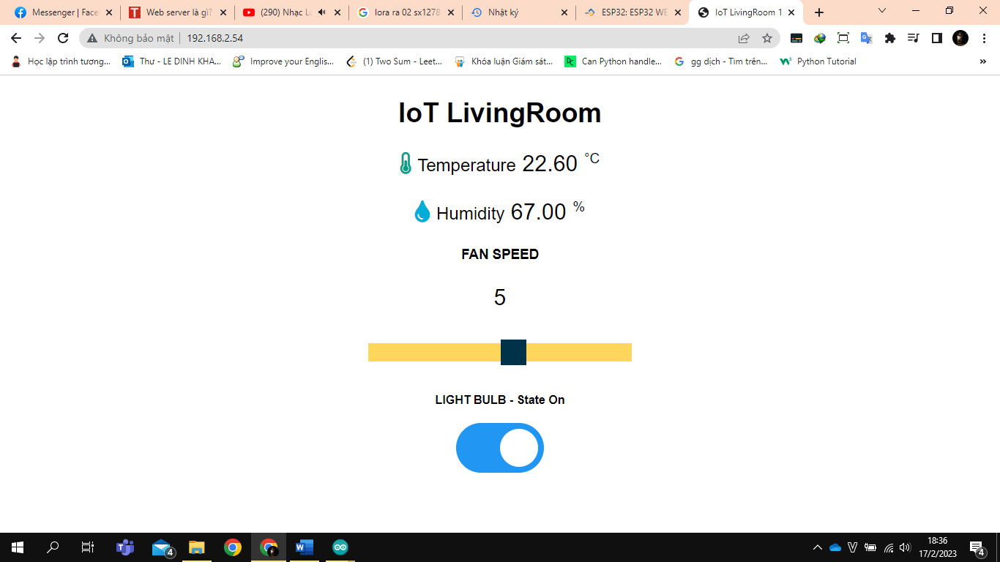 Messenger | Face
Web server là gì?
(290) Nhạc Lo
lora ra 02 sx1278
Nhật ký
ESP32: ESP32 WE
IoT LivingRoom 1
Không bảo mật
192.168.2.54
Học lập trình tương...
Thư - LE DINH KHA...
Improve your Englis...
(1) Two Sum - Leet...
Khóa luận Giám sát...
Can Python handle...
gg dịch - Tìm trên...
Python Tutorial
»
IoT LivingRoom
Temperature 22.60 °C
Humidity 67.00 %
FAN SPEED
5
LIGHT BULB - State On
4
18:36
17/2/2023
4